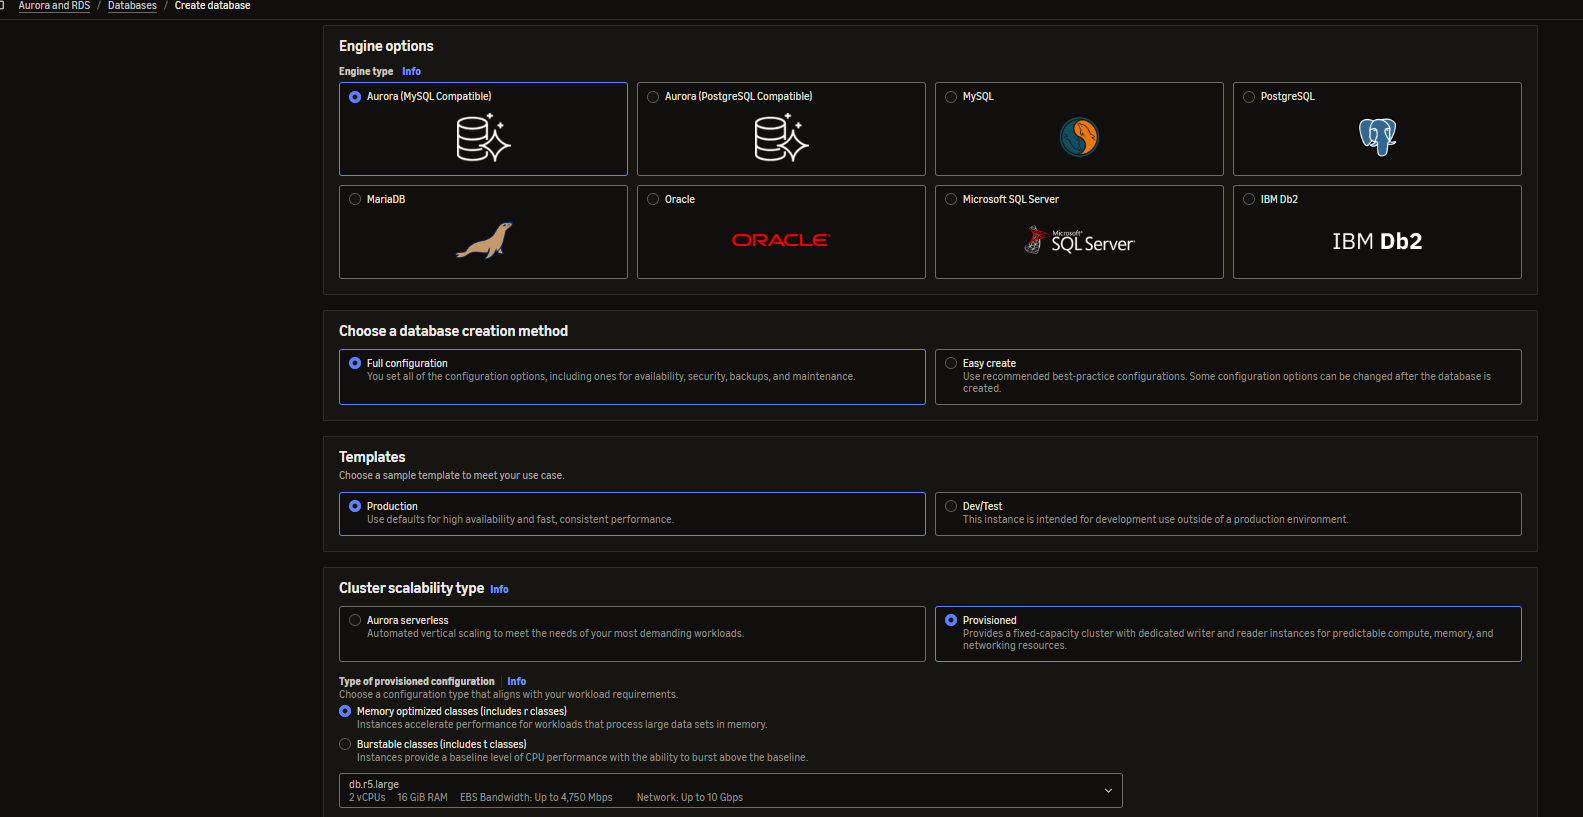 Aurora and RDS / Databases / Create database
Engine options
Engine type Info
Aurora (MySQL Compatible)
Aurora (PostgreSQL Compatible)
MySQL
PostgreSQL
MariaDB
Oracle
ORACLE
Microsoft SQL Server
Microsoft
SQL Server
IBM Db2
IBM Db2
Choose a database creation method
Full configuration
You set all of the configuration options, including ones for availability, security, backups, and maintenance.
Easy create
Use recommended best-practice configurations. Some configuration options can be changed after the database is
created.
Templates
Choose a sample template to meet your use case.
Production
Use defaults for high availability and fast, consistent performance.
Dev/Test
This instance is intended for development use outside of a production environment.
Cluster scalability type Info
Aurora serverless
Automated vertical scaling to meet the needs of your most demanding workloads.
Provisioned
Provides a fixed-capacity cluster with dedicated writer and reader instances for predictable compute, memory, and
networking resources.
Type of provisioned configuration Info
Choose a configuration type that aligns with your workload requirements.
Memory optimized classes (includes r classes)
Instances accelerate performance for workloads that process large data sets in memory.
Burstable classes (includes t classes)
Instances provide a baseline level of CPU performance with the ability to burst above the baseline.
db.r5.large
2 vCPUs 16 GiB RAM EBS Bandwidth: Up to 4,750 Mbps Network: Up to 10 Gbps